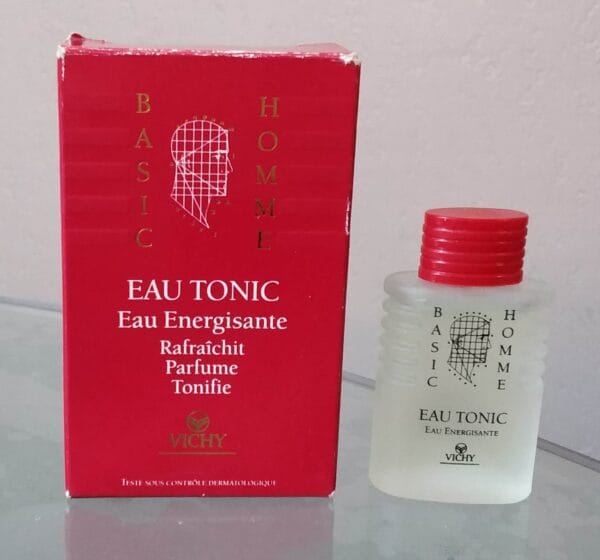 BASIC
HOMME
EAU TONIC
Eau Energisante
Rafraîchit
Parfume
Tonifie
VICHY
TESTÉ SOUS CONTRÔLE DERMATOLOGIQUE
BASIC
HOMME
EAU TONIC
EAU ENERGISANTE
VICHY